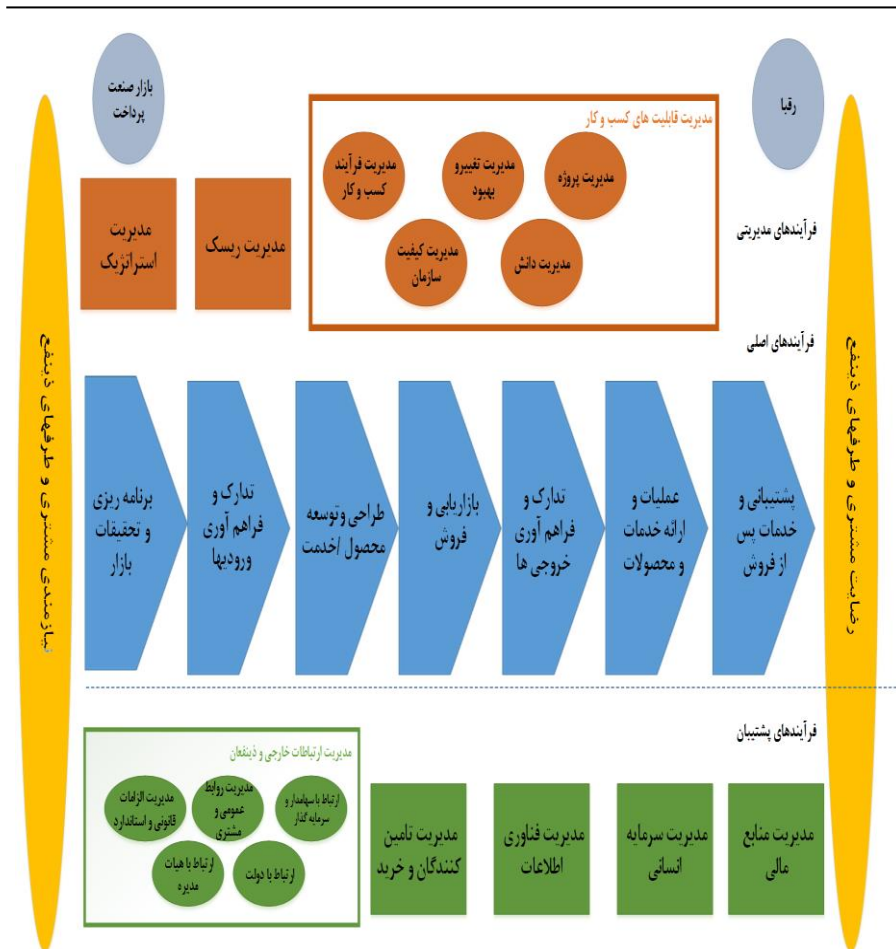 بازار صنعت
پرداخت
رقبا
مدیریت قابلیت های کسب و کار
مدیریت پروژه
مدیریت تغییرو
بهبود
مدیریت فرآیند
کسب و کار
مدیریت دانش
مدیریت کیفیت
سازمان
مدیریت ریسک
مدیریت
استراتژیک
فرآیندهای مدیریتی
فرآیندهای اصلی
نیازمندی مشتری و طرفهای ذینفع
برنامه ریزی
و تحقیقات
بازار
تدارک و
فراهم آوری
ورودیها
طراحی وتوسعه
محصول /خدمت
بازاریابی و
فروش
تدارک و
فراهم آوری
خروجی ها
عملیات و
ارائه خدمات
و محصولات
پشتیبانی و
خدمات پس
از فروش
رضایت مشتری و طرفهای ذینفع
فرآیندهای پشتیبان
مدیریت ارتباطات خارجی و ذینفعان
ارتباط با سهامدار و
سرمایه گذار
مدیریت روابط
عمومی و
مشتری
مدیریت الزامات
قانونی و استاندارد
ارتباط با دولت
ارتباط با هیات
مدیره
مدیریت تامین
کنندگان و خرید
مدیریت فناوری
اطلاعات
مدیریت سرمایه
انسانی
مدیریت منابع
مالی